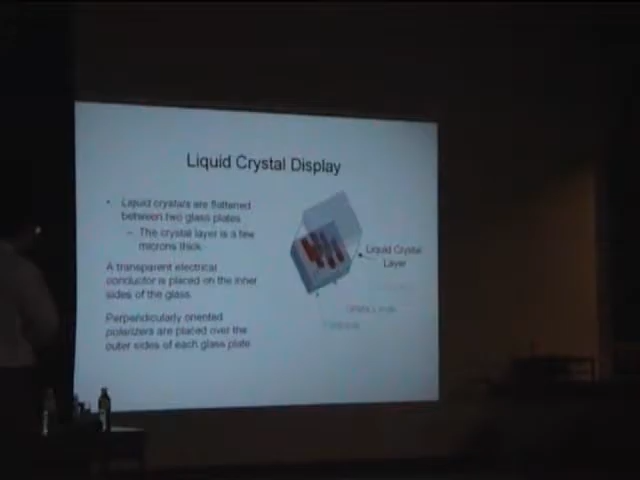 Liquid Crystal Display
• Liquid crystals are flattened
between two glass plates
– The crystal layer is a few
microns thick
A transparent electrical
conductor is placed on the inner
sides of the glass
Perpendicularly oriented
polarizers are placed over the
outer sides of each glass plate
Liquid Crystal
Layer